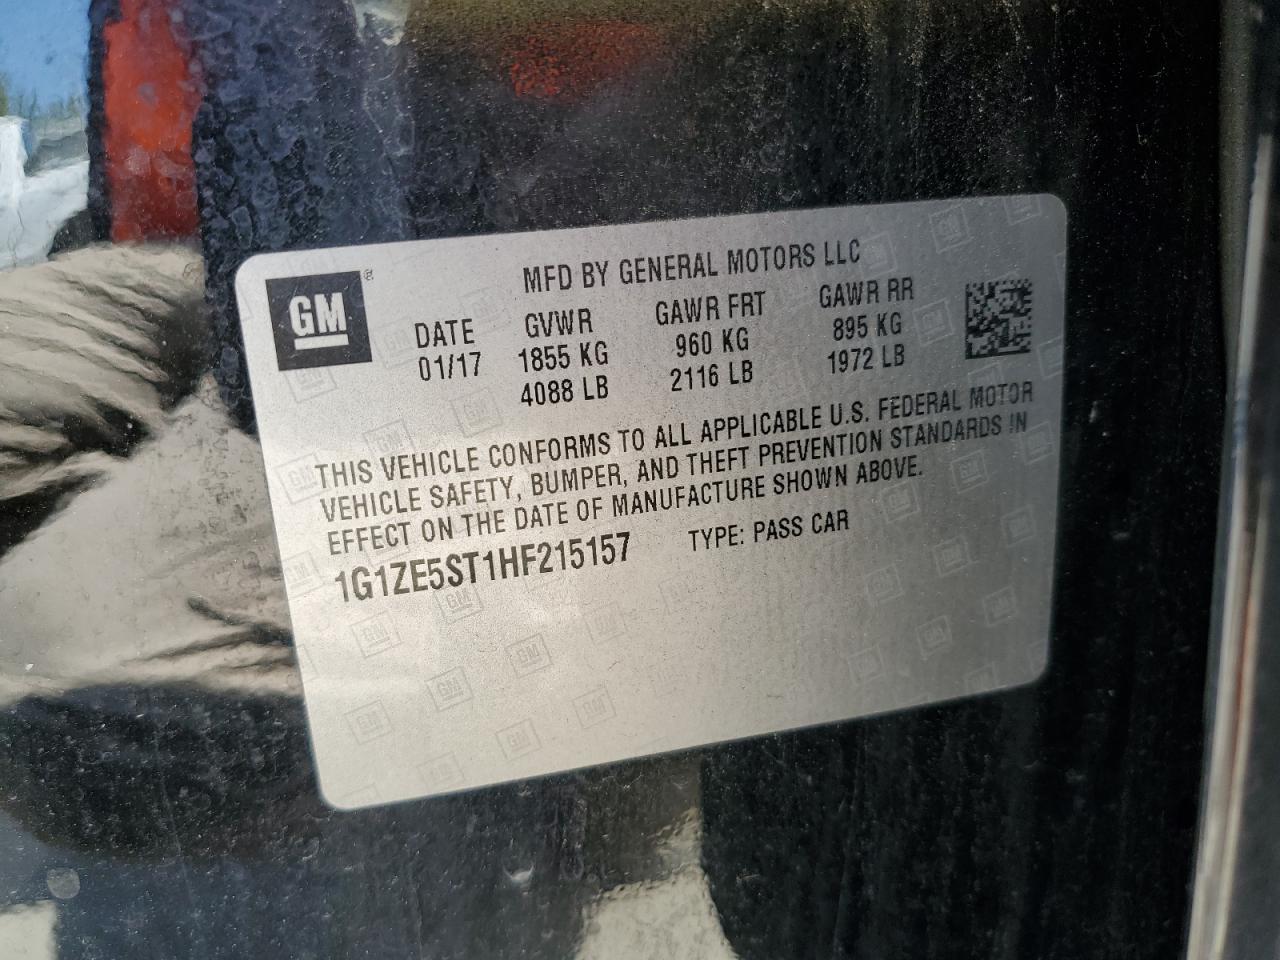 GM ®
MFD BY GENERAL MOTORS LLC
DATE GVWR GAWR FRT GAWR RR
01/17 1855 KG 960 KG 895 KG
4088 LB 2116 LB 1972 LB
THIS VEHICLE CONFORMS TO ALL APPLICABLE U.S. FEDERAL MOTOR
VEHICLE SAFETY, BUMPER, AND THEFT PREVENTION STANDARDS IN
EFFECT ON THE DATE OF MANUFACTURE SHOWN ABOVE.
1G1ZE5ST1HF215157 TYPE: PASS CAR